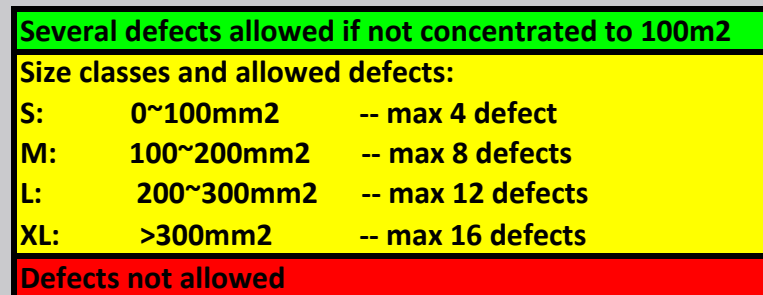 Several defects allowed if not concentrated to 100m2
Size classes and allowed defects:
S: 0~100mm2 -- max 4 defect
M: 100~200mm2 -- max 8 defects
L: 200~300mm2 -- max 12 defects
XL: >300mm2 -- max 16 defects
Defects not allowed